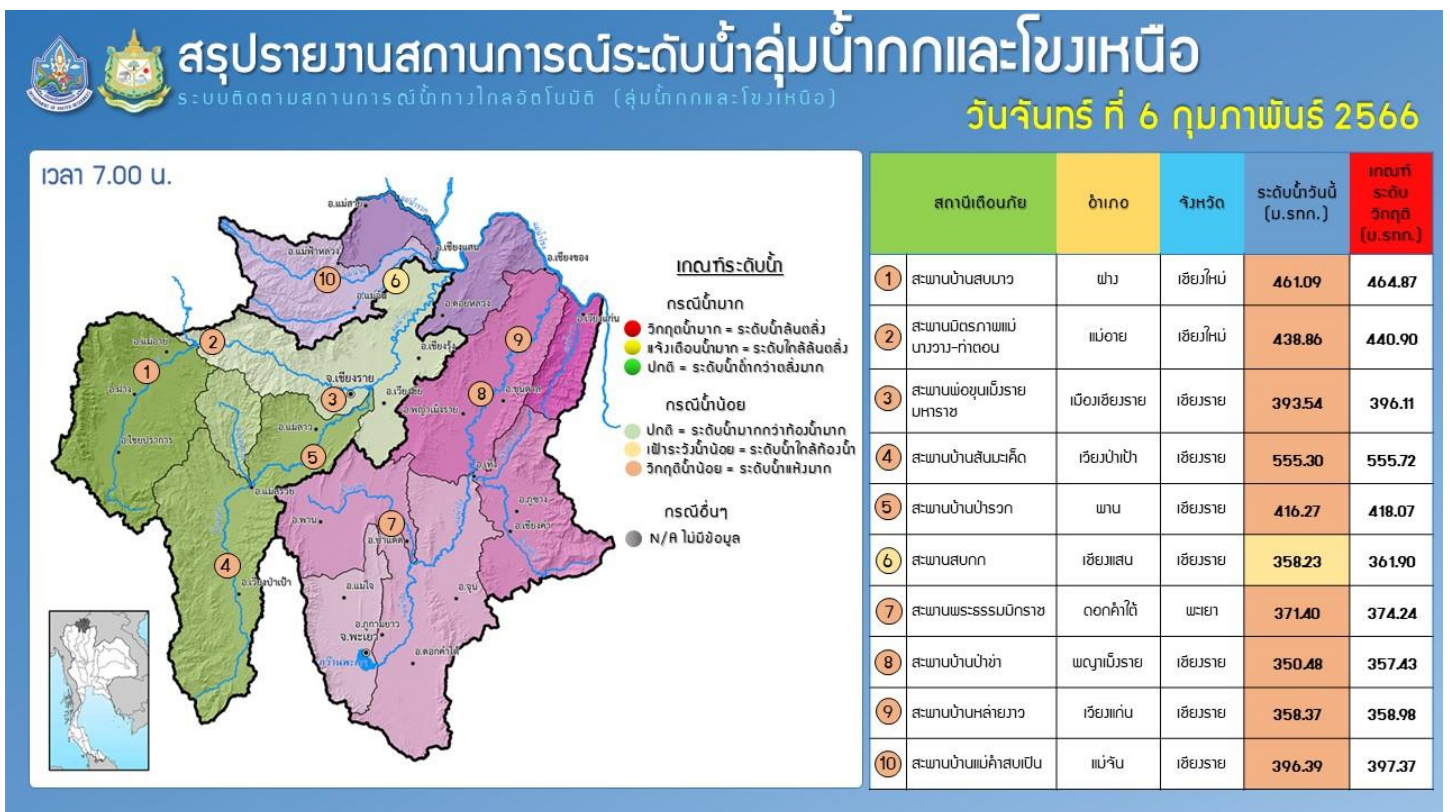 สรุปรายงานสถานการณ์ระดับน้ำลุ่มน้ำกกและโขงเหนือ
ระบบติดตามสถานการณ์น้ำทางไกลอัตโนมัติ (ลุ่มน้ำกกและโขงเหนือ)
วันจันทร์ ที่ 6 กุมภาพันธ์ 2566
เวลา 7.00 น.
อ.แม่สาย
อ.แม่ฟ้าหลวง
อ.เชียงแสน
อ.เชียงของ
10
6
อ.แม่จัน
อ.ดอยหลวง
อ.เวียงแก่น
2
9
อ.แม่อาย
อ.เชียงรุ้ง
1
จ.เชียงราย
อ.ฝาง
3
อ.เวียงชัย
8
อ.ขุนตาล
อ.พญาเม็งราย
อ.แม่ลาว
อ.ไชยปราการ
5
อ.เทิง
อ.แม่สรวย
อ.ภูซาง
อ.พาน
7
อ.เชียงคำ
อ.ป่าแดด
4
อ.เวียงป่าเป้า
อ.แม่ใจ
อ.จุน
อ.ภูกามยาว
จ.พะเยา
อ.ดอกคำใต้
เกณฑ์ระดับน้ำ
กรณีน้ำมาก
วิกฤตน้ำมาก = ระดับน้ำล้นตลิ่ง
แจ้งเตือนน้ำมาก = ระดับใกล้ล้นตลิ่ง
ปกติ = ระดับน้ำต่ำกว่าตลิ่งมาก
กรณีน้ำน้อย
ปกติ = ระดับน้ำมากกว่าท้องน้ำมาก
เฝ้าระวังน้ำน้อย = ระดับน้ำใกล้ท้องน้ำ
วิกฤติน้ำน้อย = ระดับน้ำแห้งมาก
กรณีอื่นๆ
N/A ไม่มีข้อมูล
สถานีเตือนภัย อำเภอ จังหวัด ระดับน้ำวันนี้ (ม.รทก.) เกณฑ์ระดับวิกฤติ (ม.รทก.)
1 สะพานบ้านสบมาว ฝาง เชียงใหม่ 461.09 464.87
2 สะพานมิตรภาพแม่นางวาง-ท่าตอน แม่อาย เชียงใหม่ 438.86 440.90
3 สะพานพ่อขุนเม็งรายมหาราช เมืองเชียงราย เชียงราย 393.54 396.11
4 สะพานบ้านสันมะเค็ด เวียงป่าเป้า เชียงราย 555.30 555.72
5 สะพานบ้านป่ารวก พาน เชียงราย 416.27 418.07
6 สะพานสบกก เชียงแสน เชียงราย 358.23 361.90
7 สะพานพระธรรมมิกราช ดอกคำใต้ พะเยา 371.40 374.24
8 สะพานบ้านป่าข่า พญาเม็งราย เชียงราย 350.48 357.43
9 สะพานบ้านหล่ายงาว เวียงแก่น เชียงราย 358.37 358.98
10 สะพานบ้านแม่คำสบเปิน แม่จัน เชียงราย 396.39 397.37